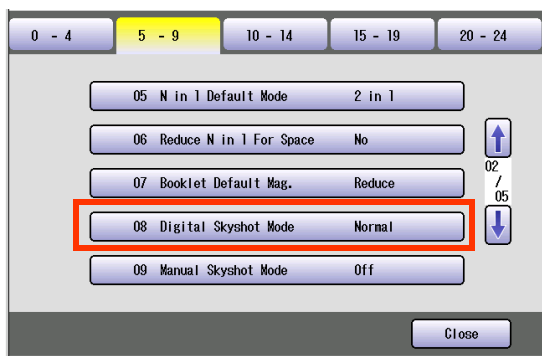 0 - 4 5 - 9 10 - 14 15 - 19 20 - 24
05 N in 1 Default Mode 2 in 1
06 Reduce N in 1 For Space No
07 Booklet Default Mag. Reduce
08 Digital Skyshot Mode Normal
09 Manual Skyshot Mode Off
02
/
05
Close